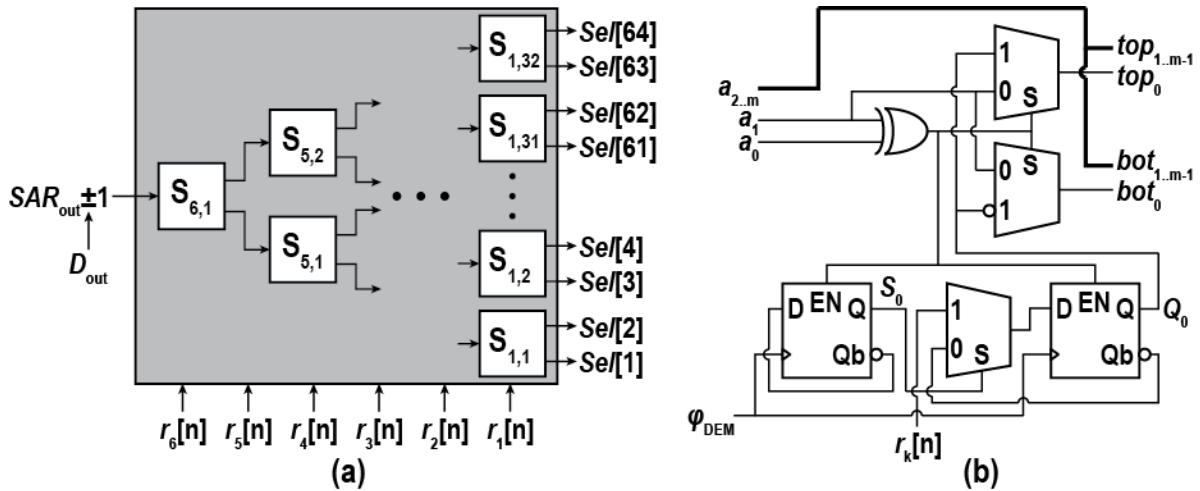 S1,32
Sel[64]
Sel[63]
S1,31
Sel[62]
Sel[61]
S5,2
S6,1
SARout±1
Dout
S5,1
S1,2
Sel[4]
Sel[3]
S1,1
Sel[2]
Sel[1]
r6[n] r5[n] r4[n] r3[n] r2[n] r1[n]
(a)
a2..m
a1
a0
1
0 S
top1..m-1
top0
0 S
1
bot1..m-1
bot0
D EN Q
Qb
S0
1
0 S
D EN Q
Qb
Q0
φDEM
rk[n]
(b)